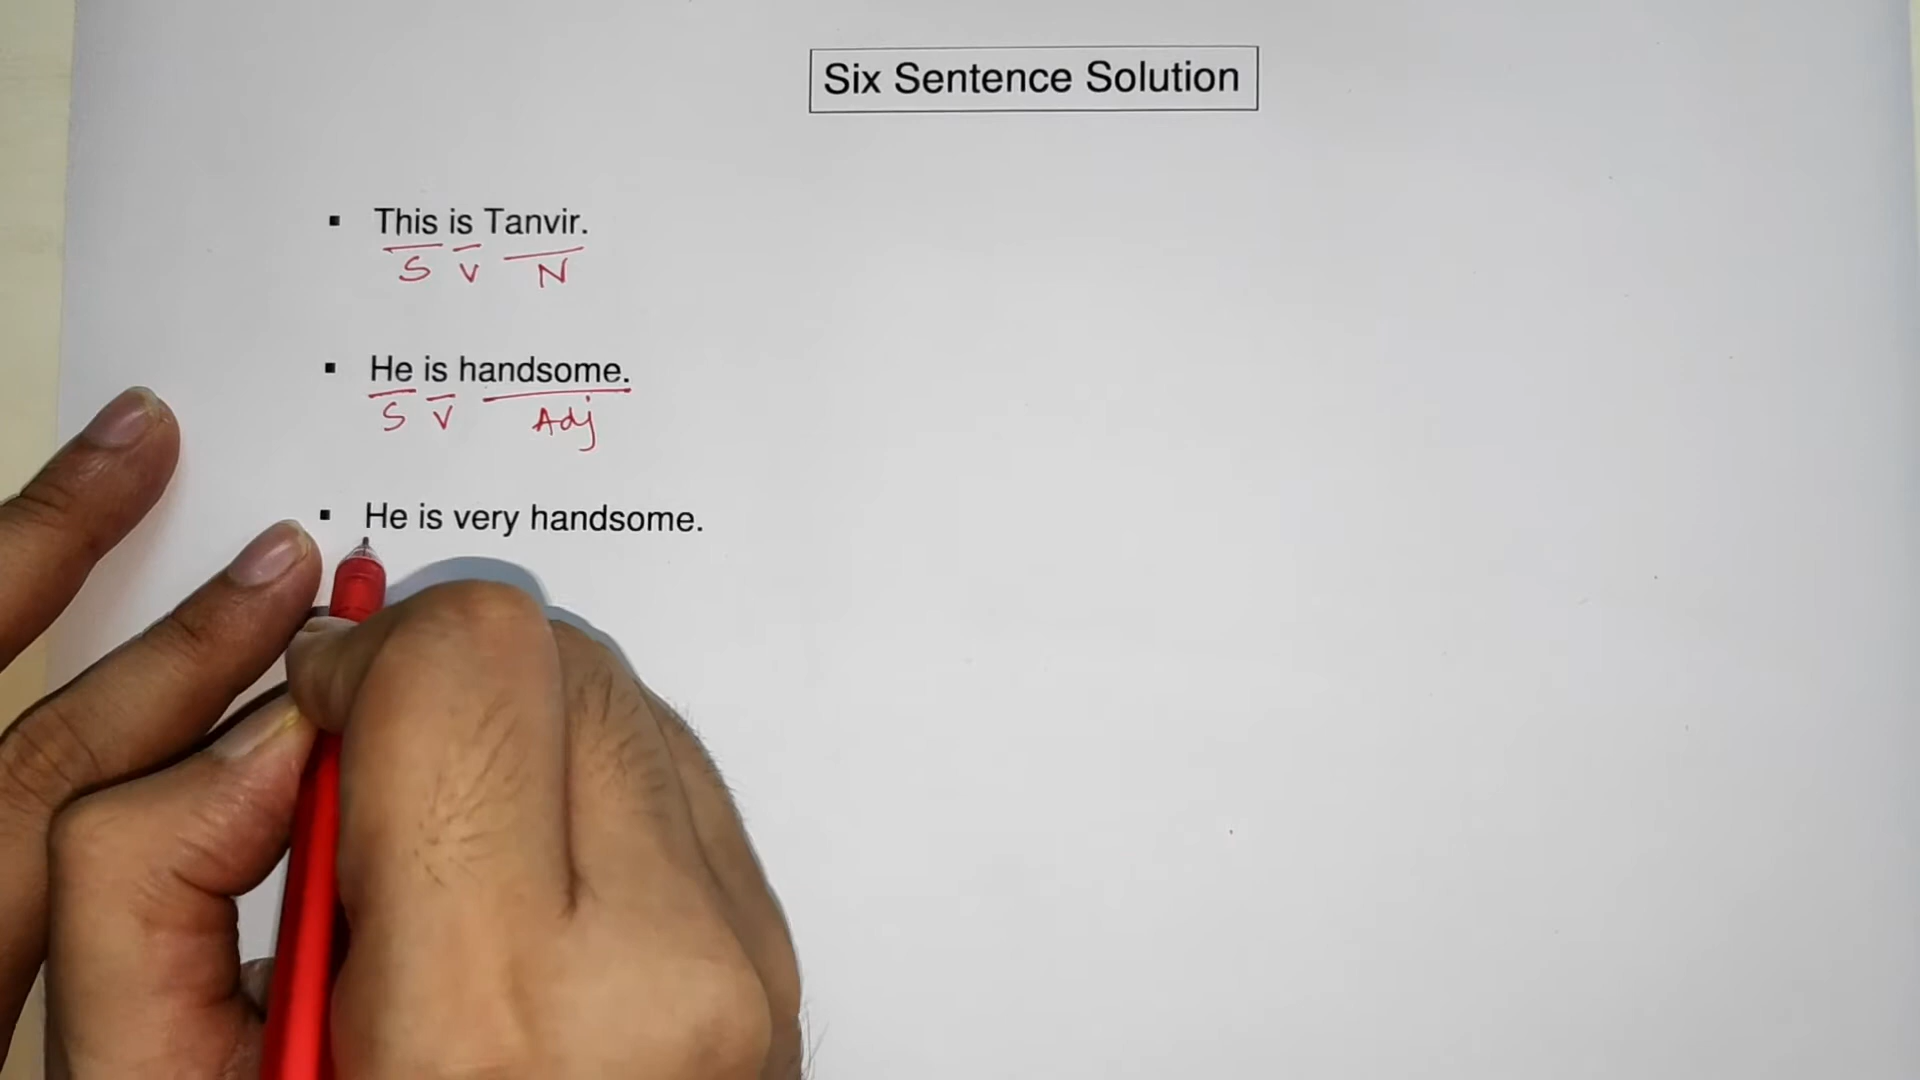 Six Sentence Solution
▪ This is Tanvir.
S V N
▪ He is handsome.
S V Adj
▪ He is very handsome.